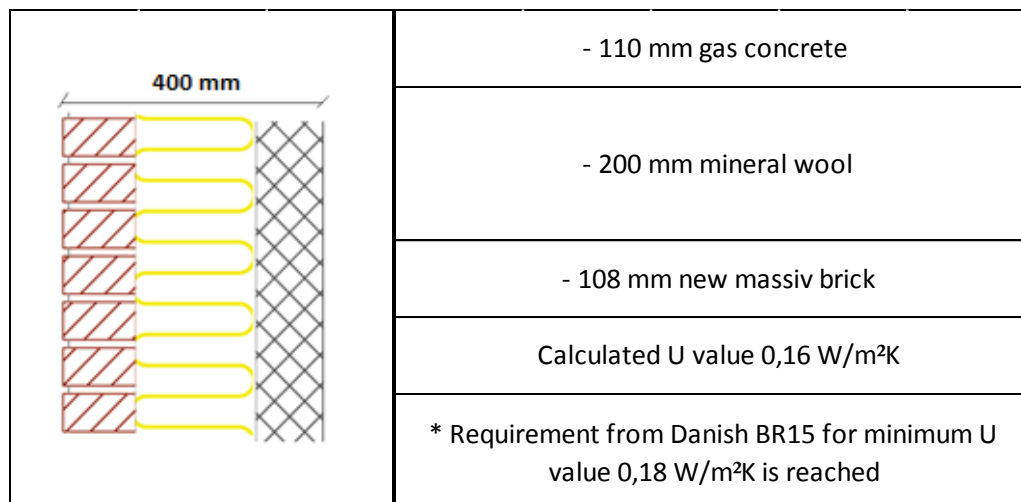 400 mm
- 110 mm gas concrete
- 200 mm mineral wool
- 108 mm new massiv brick
Calculated U value 0,16 W/m²K
* Requirement from Danish BR15 for minimum U
value 0,18 W/m²K is reached